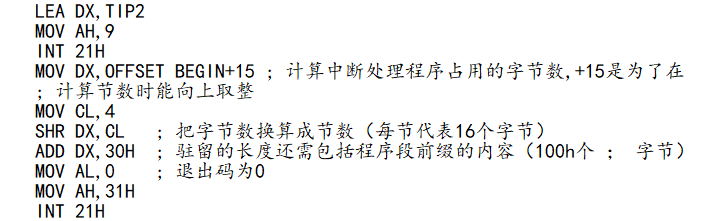 LEA DX,TIP2
MOV AH,9
INT 21H
MOV DX,OFFSET BEGIN+15 ; 计算中断处理程序占用的字节数,+15是为了在
; 计算节数时能向上取整
MOV CL,4
SHR DX,CL ; 把字节数换算成节数（每节代表16个字节）
ADD DX,30H ; 驻留的长度还需包括程序段前缀的内容（100h个 ; 字节）
MOV AL,0 ; 退出码为0
MOV AH,31H
INT 21H